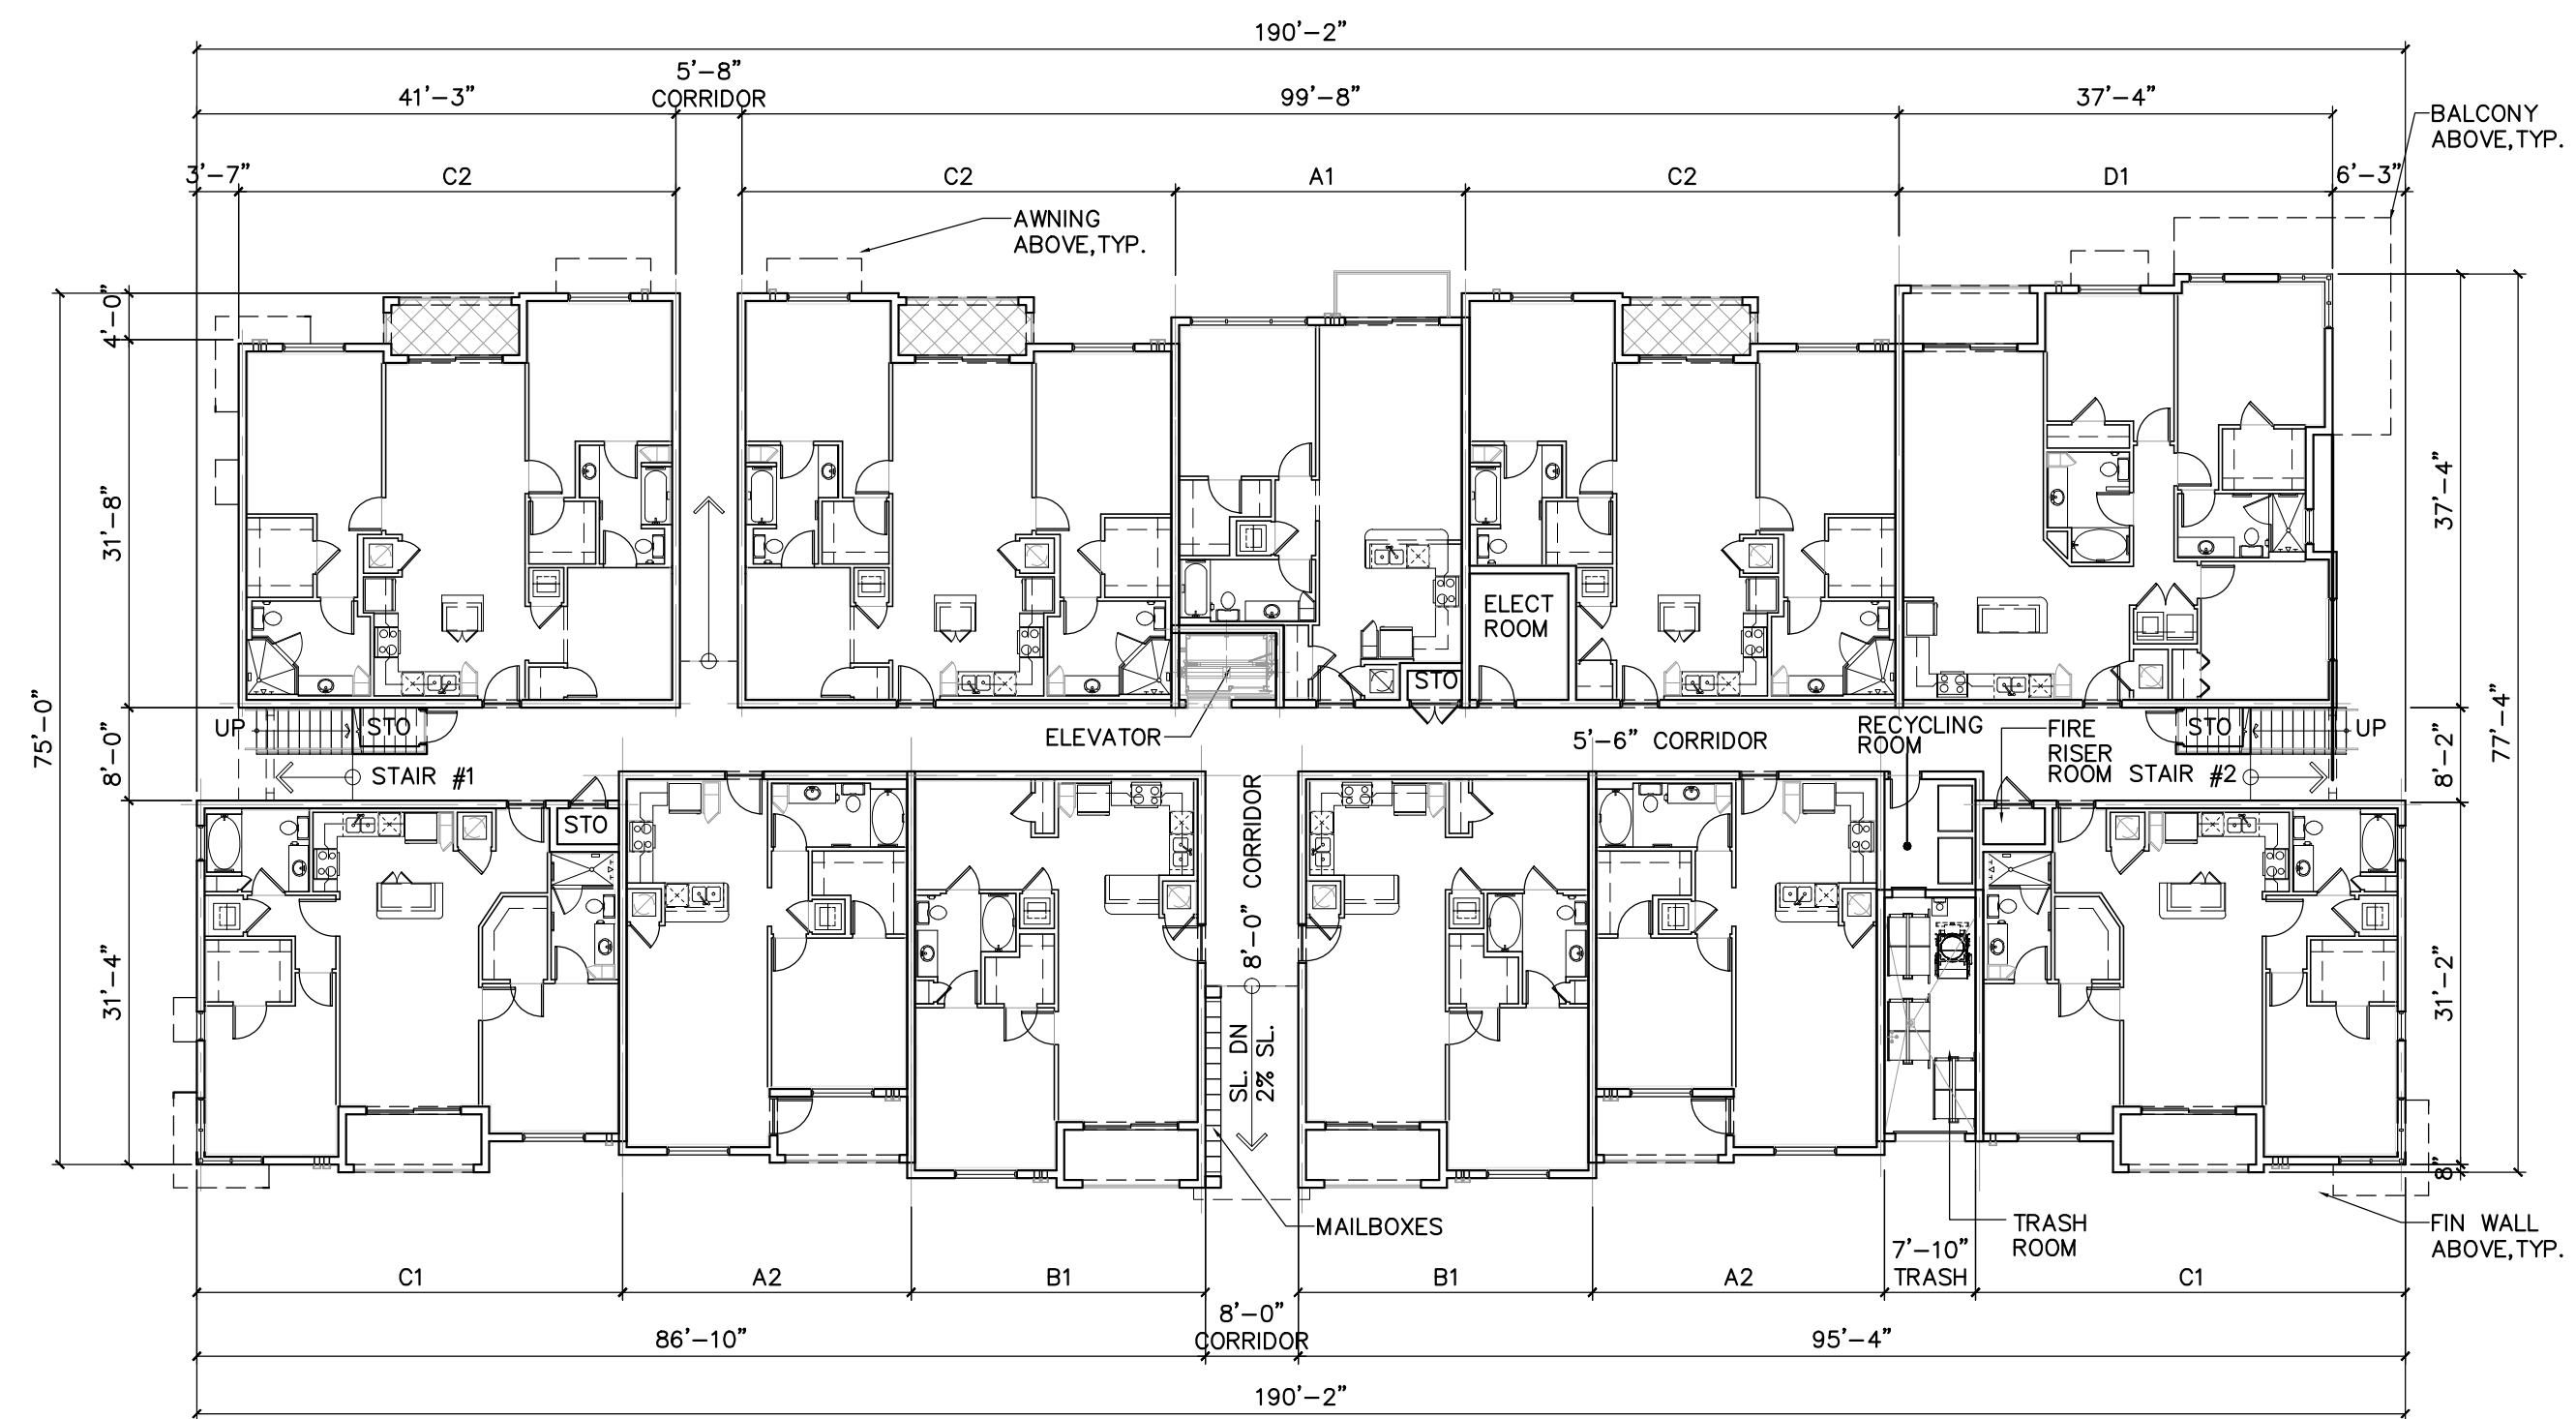 190'-2"
5'-8"
CORRIDOR
41'-3"
99'-8"
37'-4"
BALCONY
ABOVE,TYP.
3'-7"
C2
C2
A1
C2
D1
6'-3"
AWNING
ABOVE,TYP.
4'-0"
31'-8"
37'-4"
ELECT
ROOM
STO
UP
STO
ELEVATOR
5'-6" CORRIDOR
RECYCLING
ROOM
FIRE
RISER
ROOM
STO
UP
75'-0"
8'-0"
STAIR #1
STAIR #2
8'-2"
77'-4"
STO
8'-0" CORRIDOR
31'-4"
SL. DN
2% SL.
31'-2"
8"
MAILBOXES
TRASH
ROOM
FIN WALL
ABOVE,TYP.
C1
A2
B1
B1
A2
7'-10"
TRASH
C1
86'-10"
8'-0"
CORRIDOR
95'-4"
190'-2"